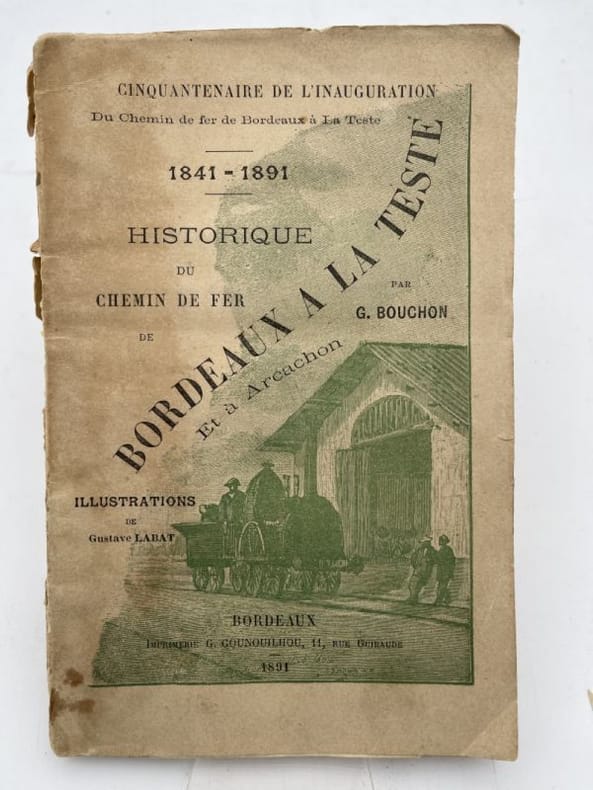 CINQUANTENAIRE DE L'INAUGURATION
Du Chemin de fer de Bordeaux à La Teste
1841 - 1891
HISTORIQUE
DU
CHEMIN DE FER
DE
BORDEAUX A LA TESTE
Et à Arcachon
PAR
G. BOUCHON
ILLUSTRATIONS
DE
Gustave LABAT
BORDEAUX
IMPRIMERIE G. GOUNOUILHOU, 11, RUE GUIRAUDE
1891